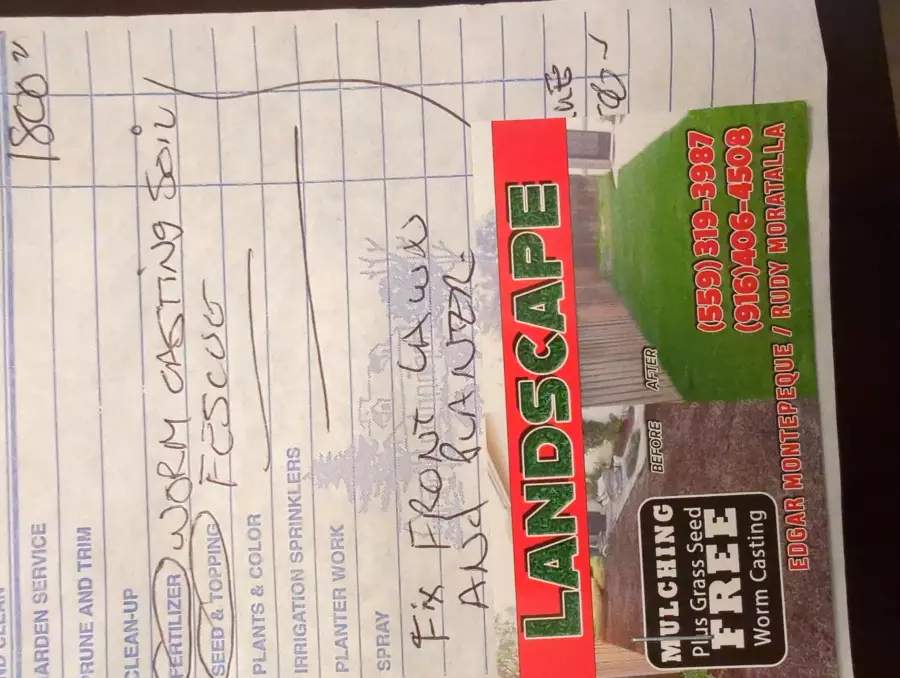 GARDEN SERVICE
PRUNE AND TRIM
CLEAN-UP
FERTILIZER WORM CASTING SOIL
SEED & TOPPING FESCUE
PLANTS & COLOR
IRRIGATION SPRINKLERS
PLANTER WORK
SPRAY
FIX FRONT LAWN
AND PLANTER.
LANDSCAPE
MULCHING
Plus Grass Seed
FREE
Worm Casting
BEFORE
AFTER
(559)319-3987
(916)406-4508
EDGAR MONTEPEQUE / RUDY MORATALLA